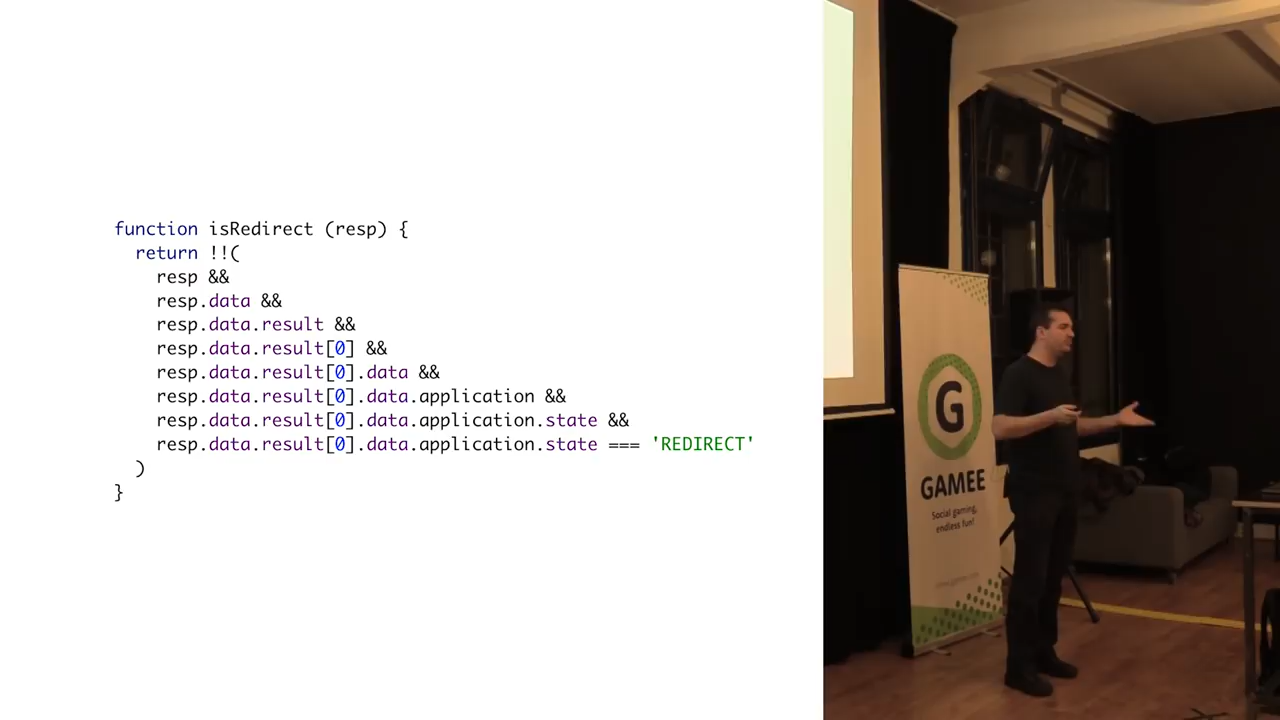 function isRedirect (resp) {
return !!(
resp &&
resp.data &&
resp.data.result &&
resp.data.result[0] &&
resp.data.result[0].data &&
resp.data.result[0].data.application &&
resp.data.result[0].data.application.state &&
resp.data.result[0].data.application.state === 'REDIRECT'
)
}
G
GAMEE
Social gaming,
endless fun!